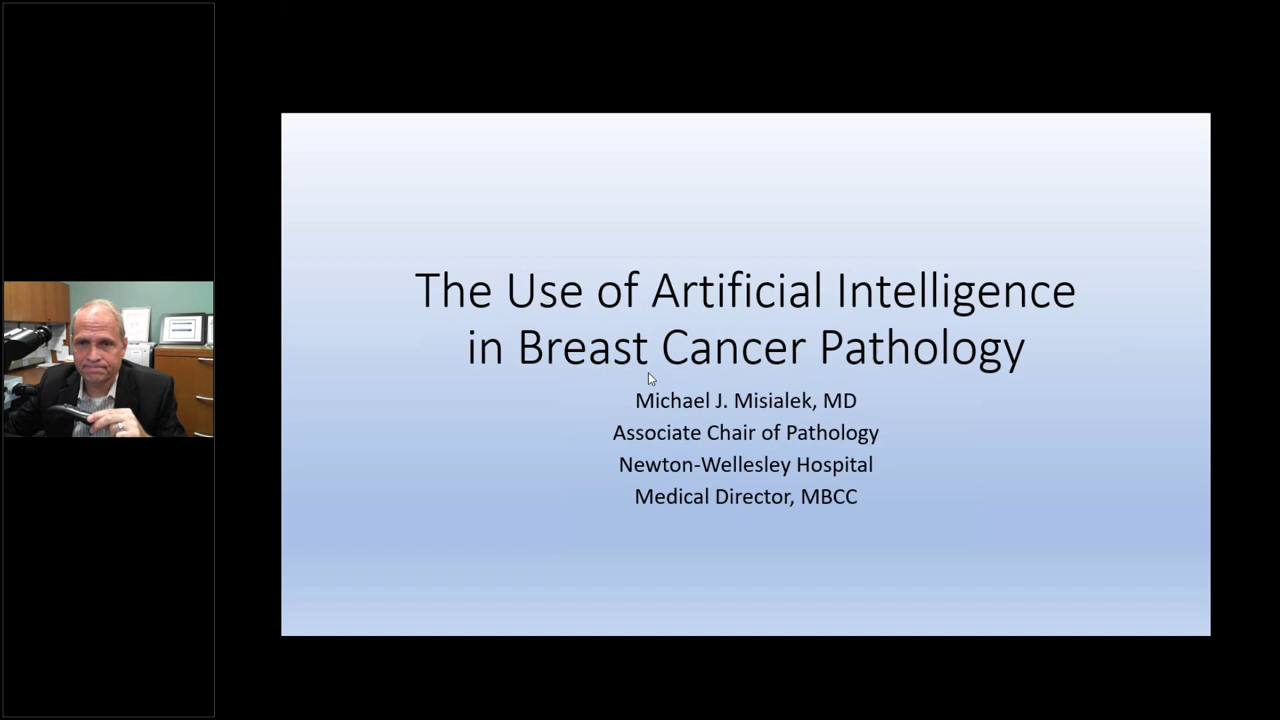 The Use of Artificial Intelligence
in Breast Cancer Pathology
Michael J. Misialek, MD
Associate Chair of Pathology
Newton-Wellesley Hospital
Medical Director, MBCC